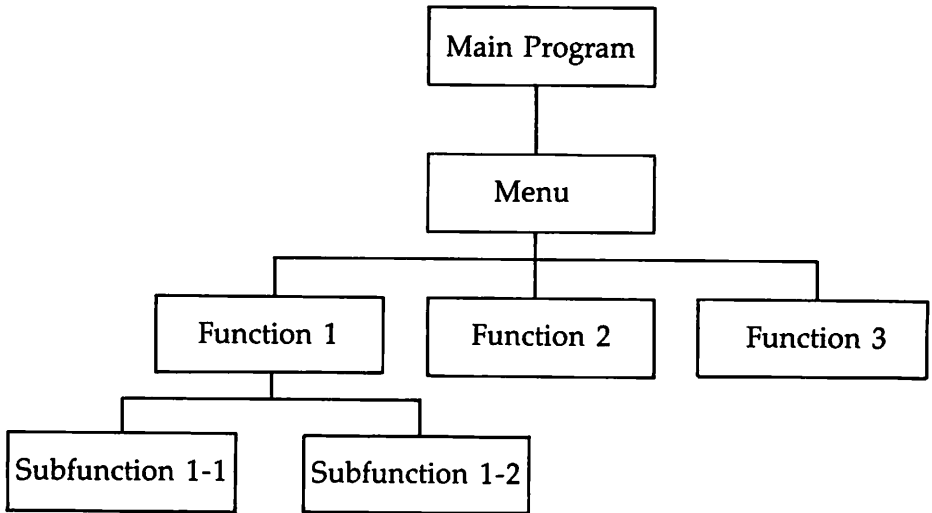 Main Program
Menu
Function 1
Function 2
Function 3
Subfunction 1-1
Subfunction 1-2